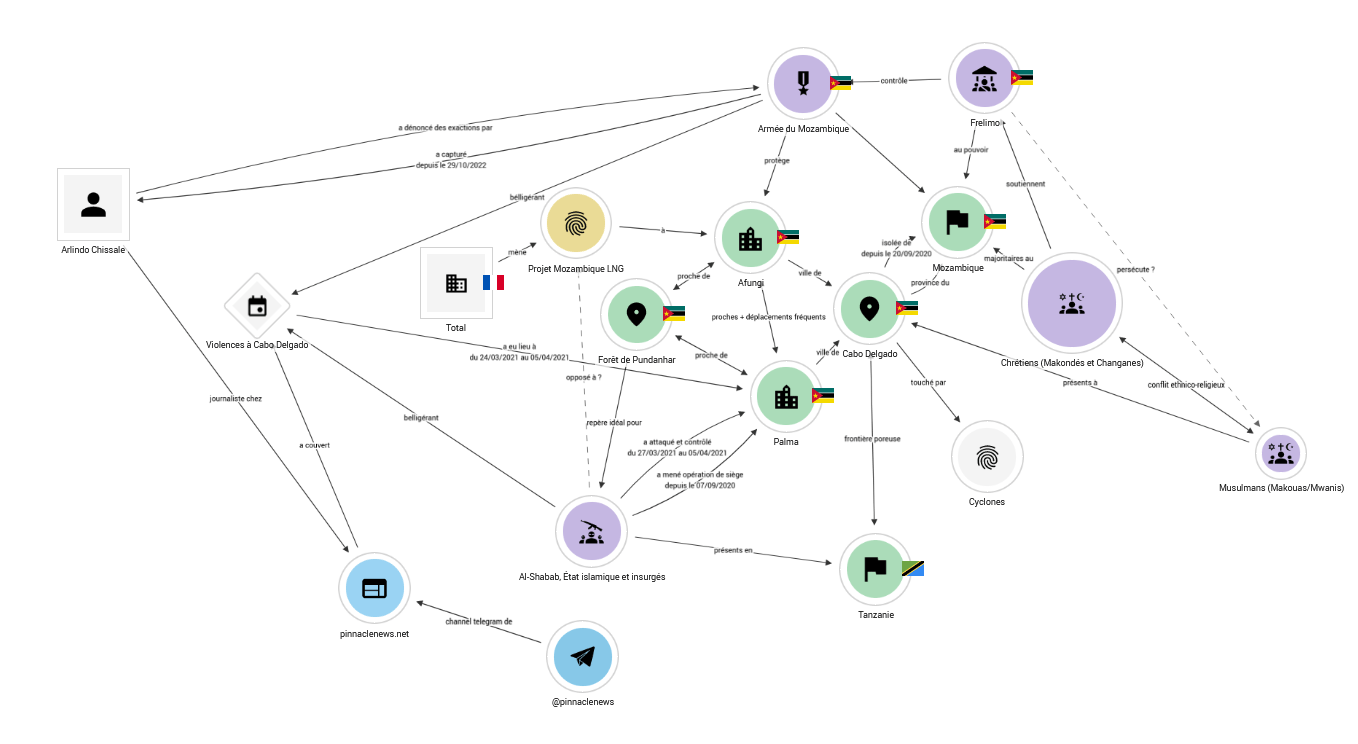 contrôle
Frelimo
Armée du Mozambique
a dénoncé des exactions par
au pouvoir
a capturé
depuis le 29/10/2022
protège
soutiennent
belligérant
à
isolée de
depuis le 20/09/2020
Arlindo Chissale
mène
majoritaires au
Projet Mozambique LNG
Mozambique
persécute ?
proche de
ville de
Afungi
province du
proches + déplacements fréquents
Total
Violences à Cabo Delgado
a eu lieu à
du 24/03/2021 au 05/04/2021
Forêt de Pundanhar
proche de
ville de
Cabo Delgado
Chrétiens (Makondés et Changanes)
opposé à ?
touché par
présents à
conflit ethnico-religieux
journaliste chez
belligérant
repère idéal pour
a couvert
a attaqué et contrôlé
du 27/03/2021 au 05/04/2021
Palma
frontière poreuse
a mené opération de siège
depuis le 07/09/2020
Cyclones
Musulmans (Makouas/Mwanis)
présents en
Al-Shabab, État islamique et insurgés
Tanzanie
pinnaclenews.net
channel telegram de
@pinnaclenews